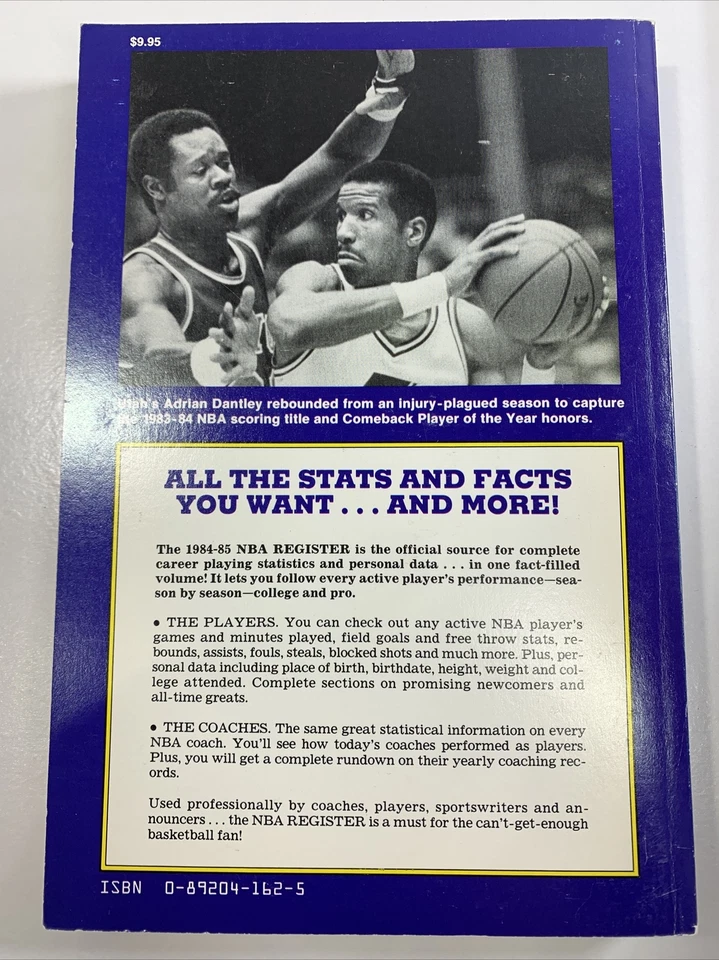 $9.95
Utah's Adrian Dantley rebounded from an injury-plagued season to capture
the 1983-84 NBA scoring title and Comeback Player of the Year honors.
ALL THE STATS AND FACTS
YOU WANT . . . AND MORE!
The 1984-85 NBA REGISTER is the official source for complete
career playing statistics and personal data . . . in one fact-filled
volume! It lets you follow every active player's performance—sea-
son by season—college and pro.
• THE PLAYERS. You can check out any active NBA player's
games and minutes played, field goals and free throw stats, re-
bounds, assists, fouls, steals, blocked shots and much more. Plus, per-
sonal data including place of birth, birthdate, height, weight and col-
lege attended. Complete sections on promising newcomers and
all-time greats.
• THE COACHES. The same great statistical information on every
NBA coach. You'll see how today's coaches performed as players.
Plus, you will get a complete rundown on their yearly coaching rec-
ords.
Used professionally by coaches, players, sportswriters and an-
nouncers . . . the NBA REGISTER is a must for the can't-get-enough
basketball fan!
ISBN 0-89204-162-5